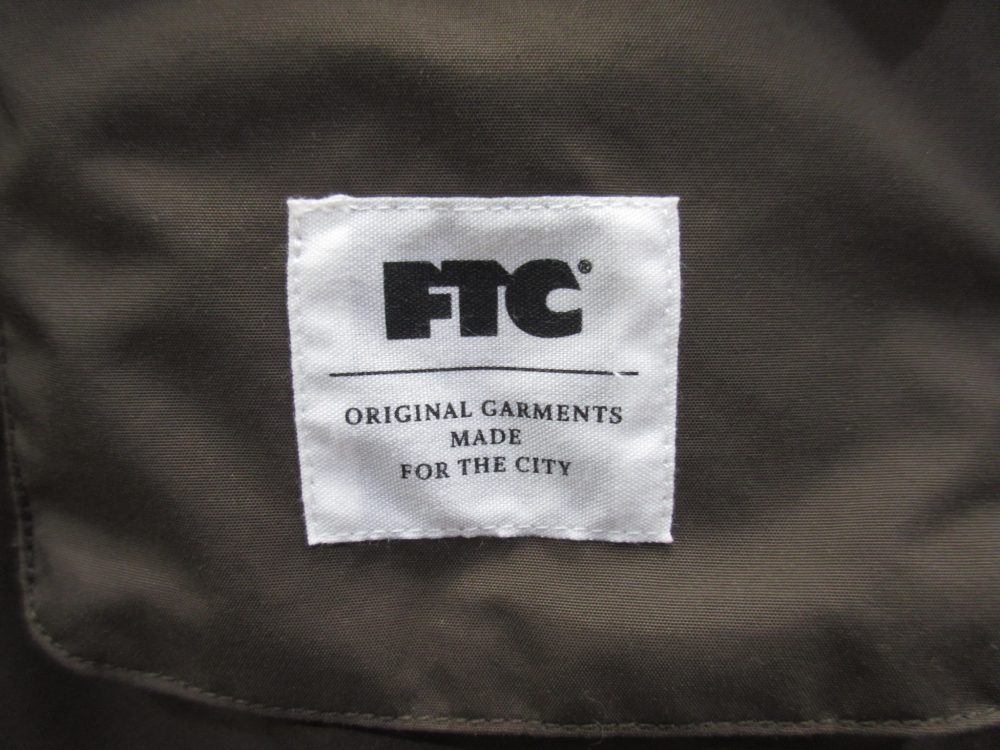 FTC®
ORIGINAL GARMENTS
MADE
FOR THE CITY